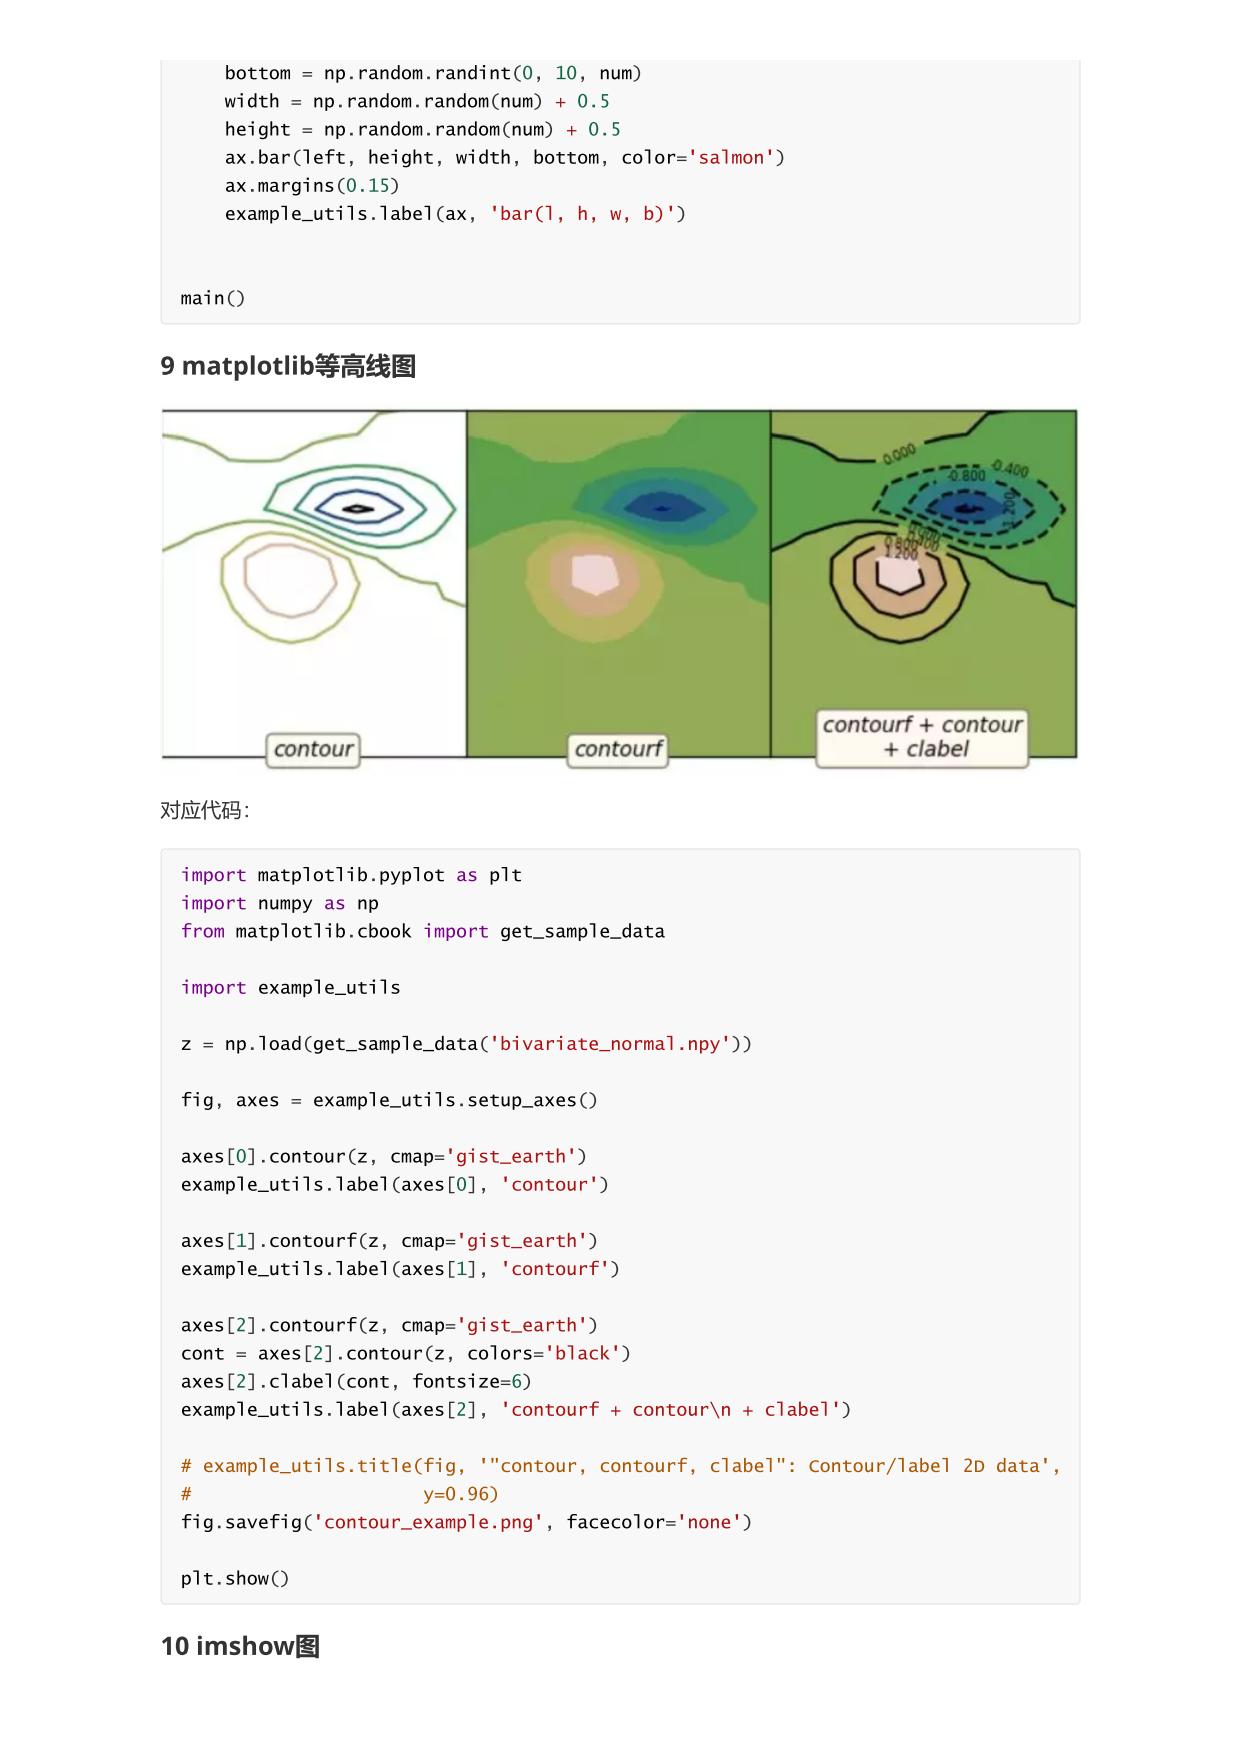 bottom = np.random.randint(0, 10, num)
width = np.random.random(num) + 0.5
height = np.random.random(num) + 0.5
ax.bar(left, height, width, bottom, color='salmon')
ax.margins(0.15)
example_utils.label(ax, 'bar(l, h, w, b)')
main()
9 matplotlib等高线图
0.000
-0.400
-0.800
1.200
contour
contourf
contourf + contour
+ clabel
对应代码：
import matplotlib.pyplot as plt
import numpy as np
from matplotlib.cbook import get_sample_data
import example_utils
z = np.load(get_sample_data('bivariate_normal.npy'))
fig, axes = example_utils.setup_axes()
axes[0].contour(z, cmap='gist_earth')
example_utils.label(axes[0], 'contour')
axes[1].contourf(z, cmap='gist_earth')
example_utils.label(axes[1], 'contourf')
axes[2].contourf(z, cmap='gist_earth')
cont = axes[2].contour(z, colors='black')
axes[2].clabel(cont, fontsize=6)
example_utils.label(axes[2], 'contourf + contour\n + clabel')
# example_utils.title(fig, '"contour, contourf, clabel": Contour/label 2D data',
#                     y=0.96)
fig.savefig('contour_example.png', facecolor='none')
plt.show()
10 imshow图